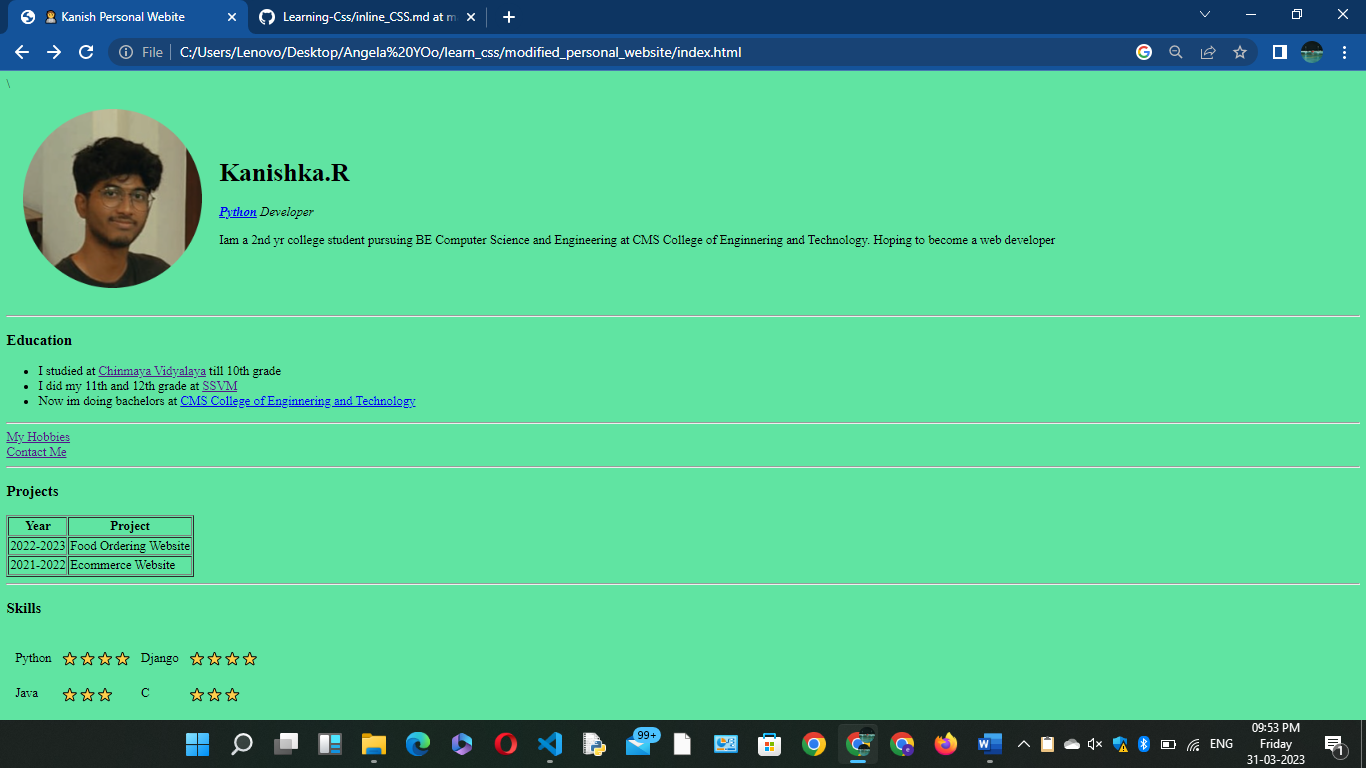 Kanish Personal Webite
Learning-Css/inline_CSS.md at m
File
C:/Users/Lenovo/Desktop/Angela%20YOo/learn_css/modified_personal_website/index.html
\
Kanishka.R
Python Developer
Iam a 2nd yr college student pursuing BE Computer Science and Engineering at CMS College of Enginnering and Technology. Hoping to become a web developer
Education
I studied at Chinmaya Vidyalaya till 10th grade
I did my 11th and 12th grade at SSVM
Now im doing bachelors at CMS College of Enginnering and Technology
My Hobbies
Contact Me
Projects
Year Project
2022-2023 Food Ordering Website
2021-2022 Ecommerce Website
Skills
Python Django
Java C
99+
ENG
09:53 PM
Friday
31-03-2023
1